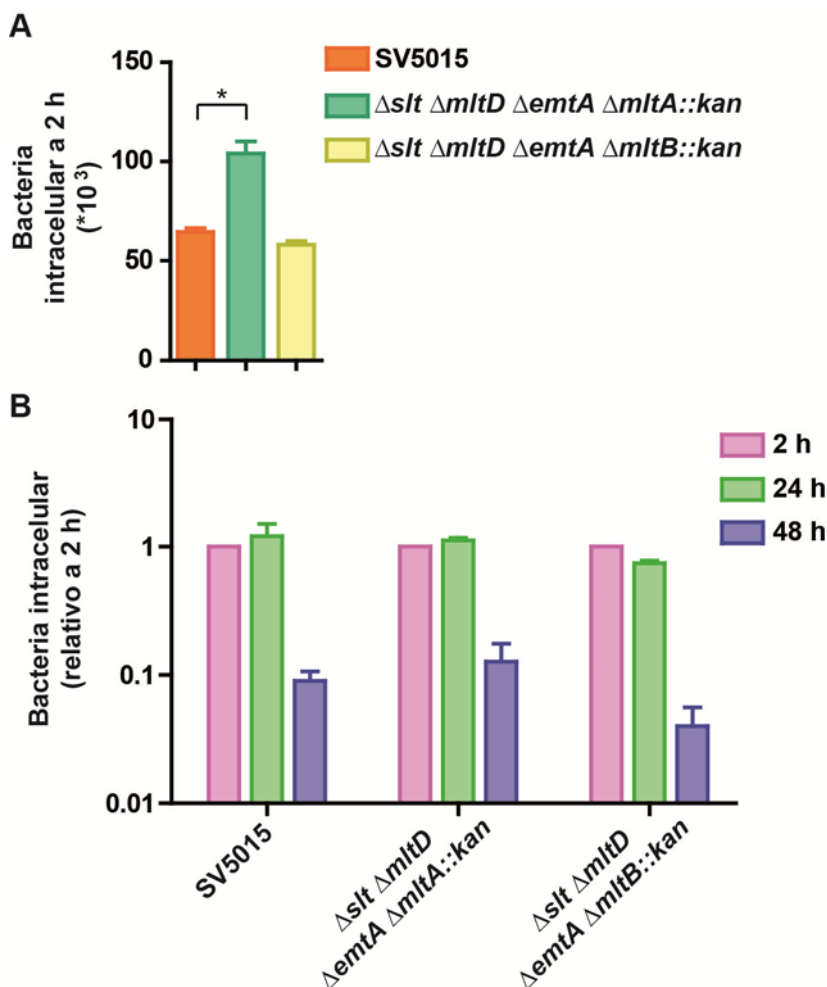 A
150
100
50
0
Bacteria
intracelular a 2 h
(*10³)
*
SV5015
Δslt ΔmltD ΔemtA ΔmltA::kan
Δslt ΔmltD ΔemtA ΔmltB::kan
B
10
1
0.1
0.01
Bacteria intracelular
(relativo a 2 h)
2 h
24 h
48 h
SV5015
Δslt ΔmltD
ΔemtA ΔmltA::kan
Δslt ΔmltD
ΔemtA ΔmltB::kan